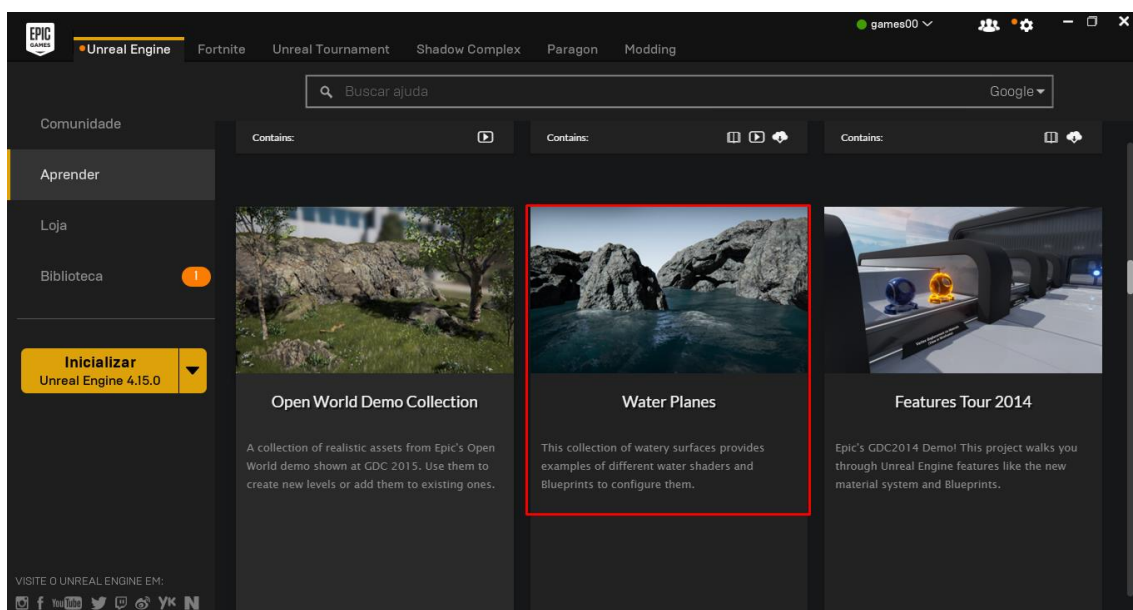 EPIC
GAMES
Unreal Engine
Fortnite
Unreal Tournament
Shadow Complex
Paragon
Modding
games00
Buscar ajuda
Google
Comunidade
Aprender
Loja
Biblioteca
1
Inicializar
Unreal Engine 4.15.0
VISITE O UNREAL ENGINE EM:
f You Tube УК N
Contains:
Contains:
Contains:
Open World Demo Collection
A collection of realistic assets from Epic's Open
World demo shown at GDC 2015. Use them to
create new levels or add them to existing ones.
Water Planes
This collection of watery surfaces provides
examples of different water shaders and
Blueprints to configure them.
Features Tour 2014
Epic's GDC2014 Demo! This project walks you
through Unreal Engine features like the new
material system and Blueprints.